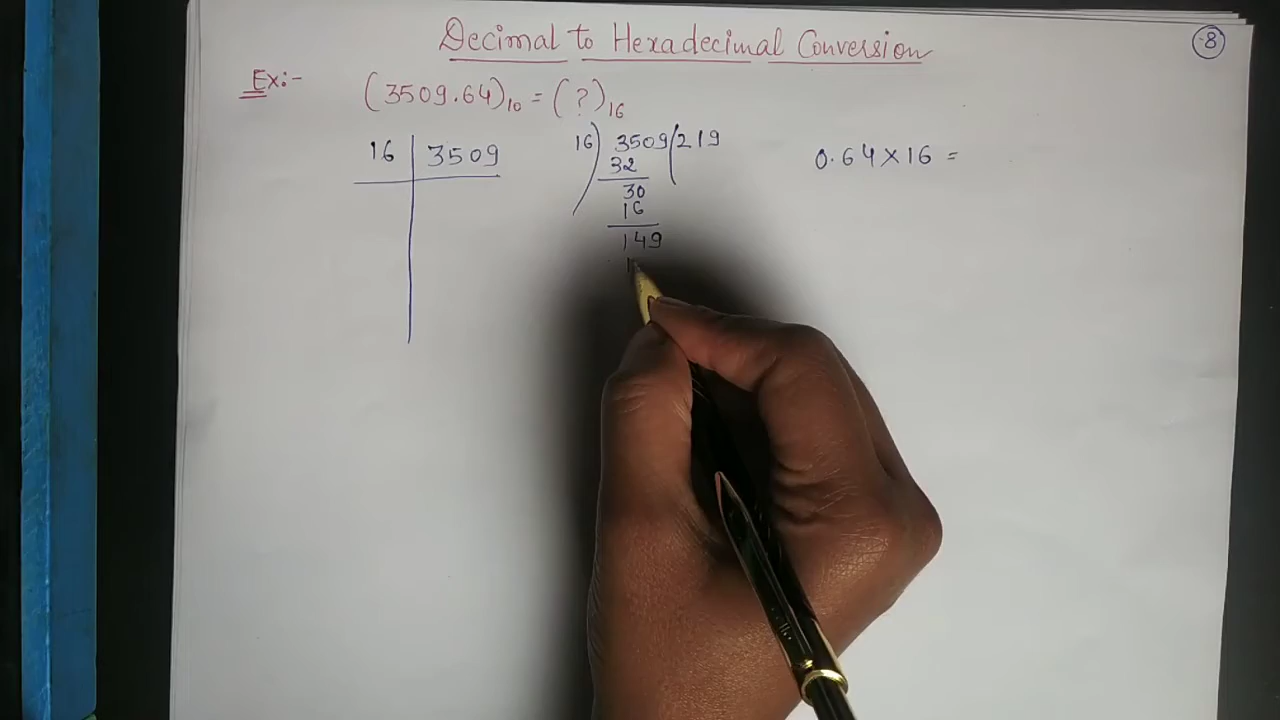 Decimal to Hexadecimal Conversion
8
Ex:-
(3509.64)10 = (?)16
16 | 3509
16) 3509 (219
32
30
16
149
1
0.64×16 =